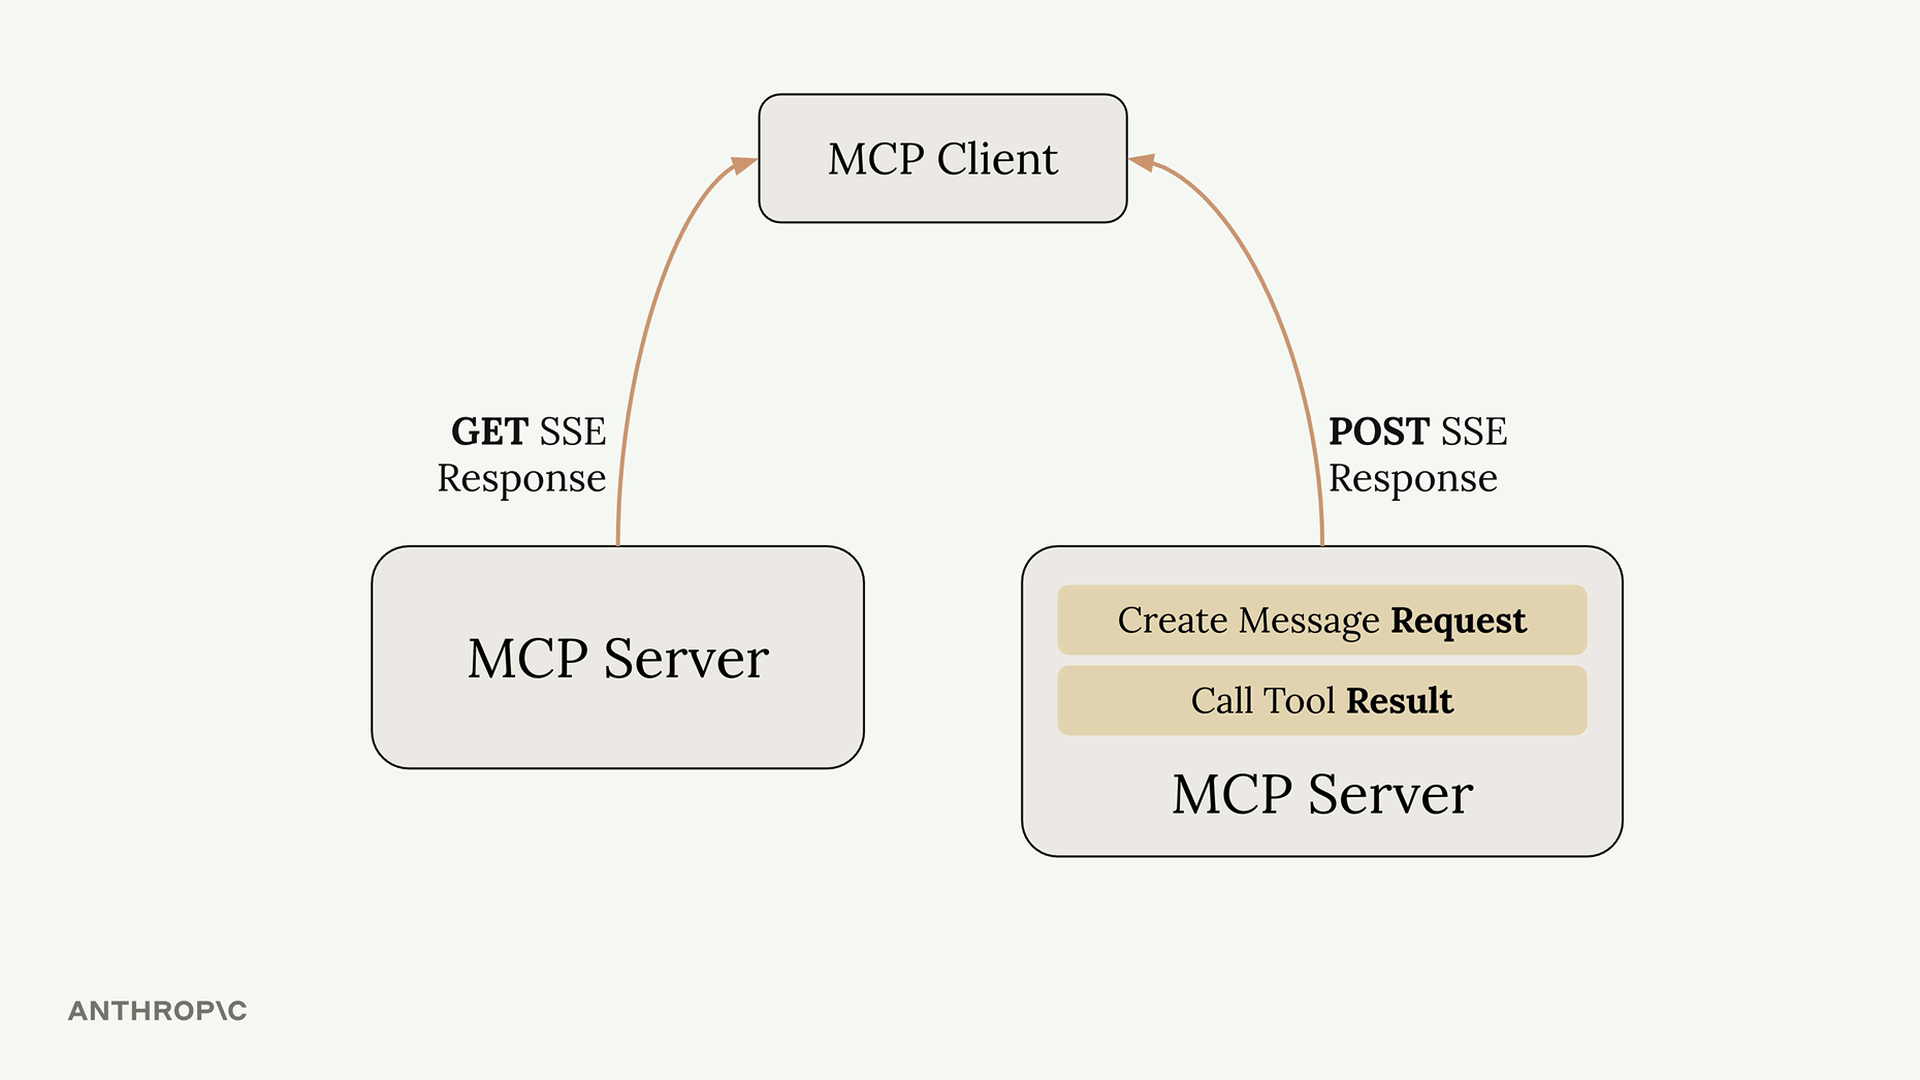 MCP Client
GET SSE
Response
POST SSE
Response
MCP Server
Create Message Request
Call Tool Result
MCP Server
ANTHROP\C